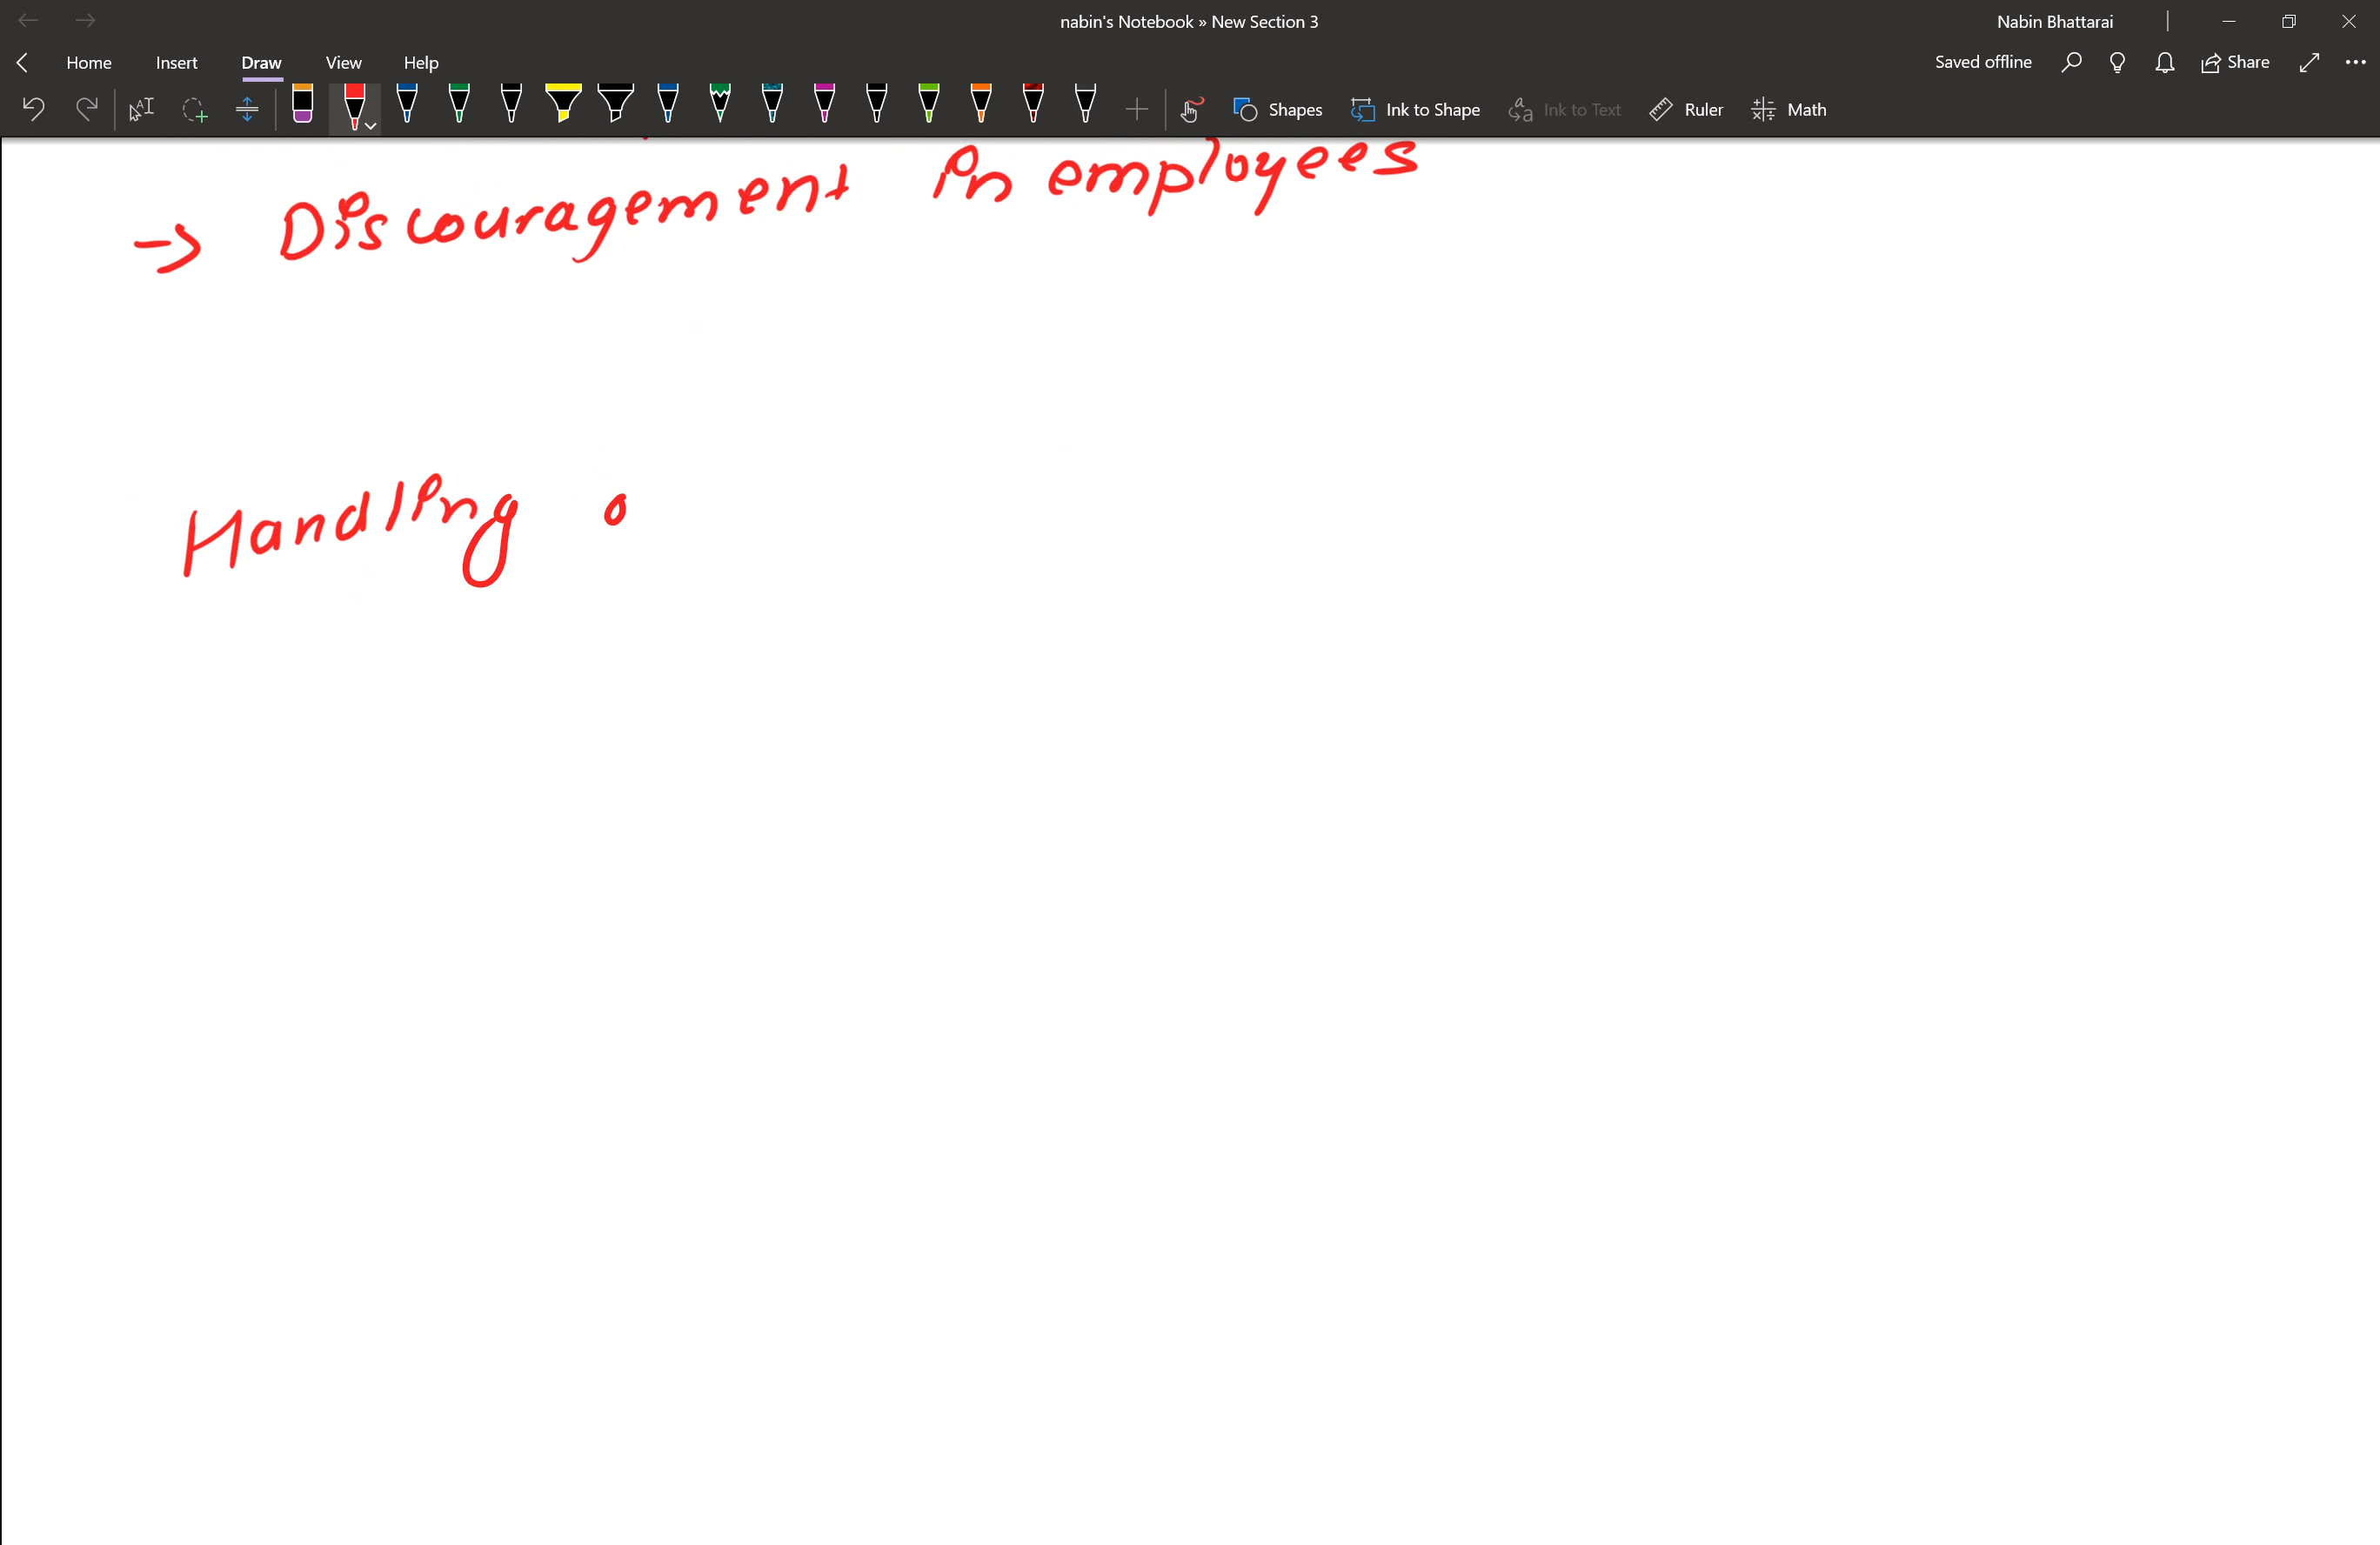 nabin's Notebook » New Section 3
Nabin Bhattarai
Home Insert Draw View Help
Saved offline
Share
Shapes
Ink to Shape
Ink to Text
Ruler
Math
-> Discouragement in employees
Handling o